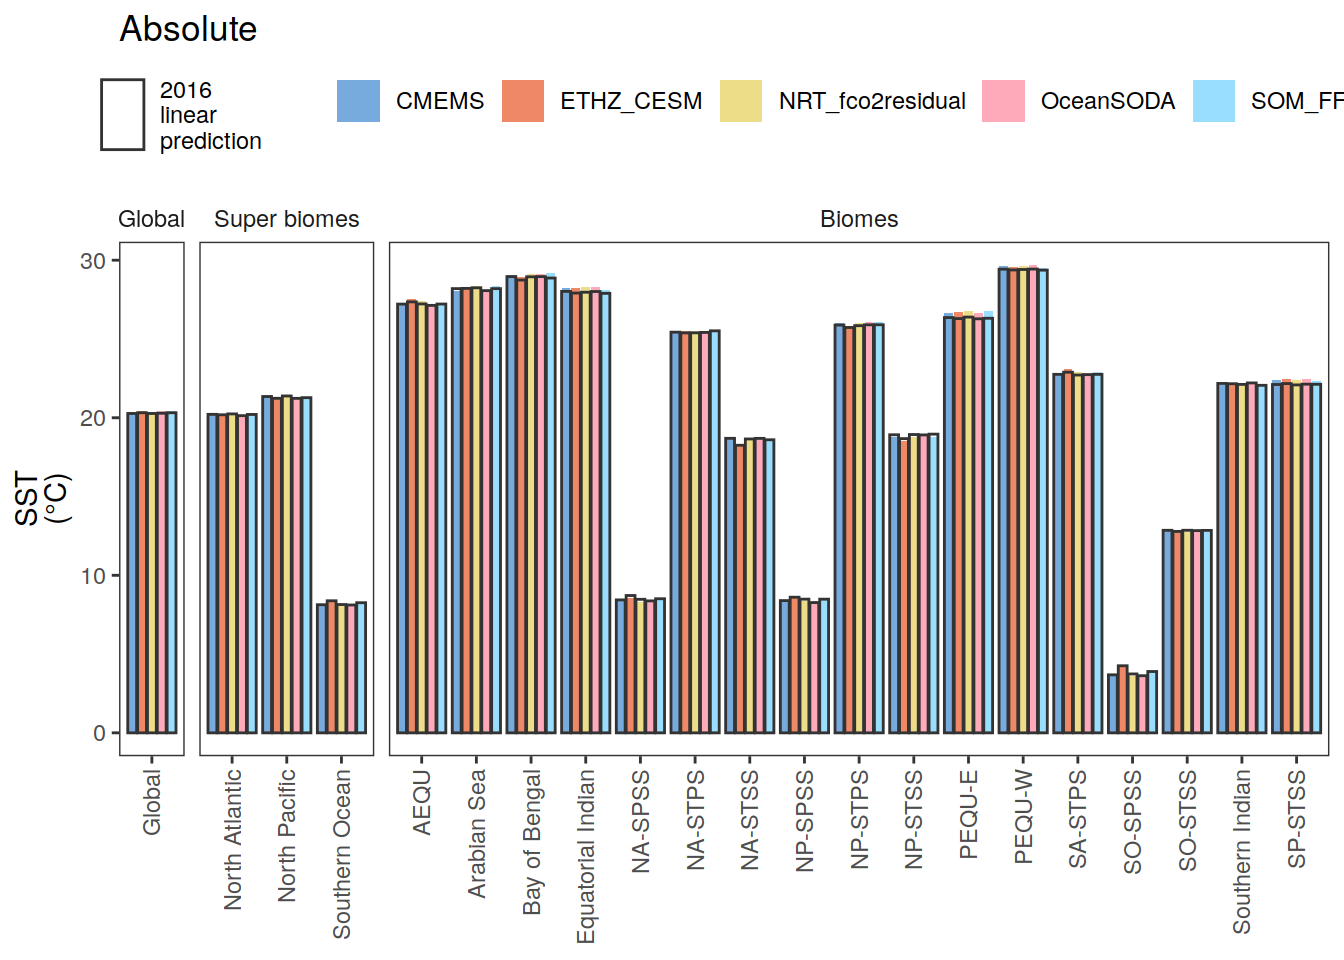 Absolute
2016
linear
prediction
CMEMS
ETHZ_CESM
NRT_fco2residual
OceanSODA
SOM_FF
Global
Super biomes
Biomes
30
20
10
0
SST
(°C)
Global
North Atlantic
North Pacific
Southern Ocean
AEQU
Arabian Sea
Bay of Bengal
Equatorial Indian
NA-SPSS
NA-STPS
NA-STSS
NP-SPSS
NP-STPS
NP-STSS
PEQU-E
PEQU-W
SA-STPS
SO-SPSS
SO-STSS
Southern Indian
SP-STSS